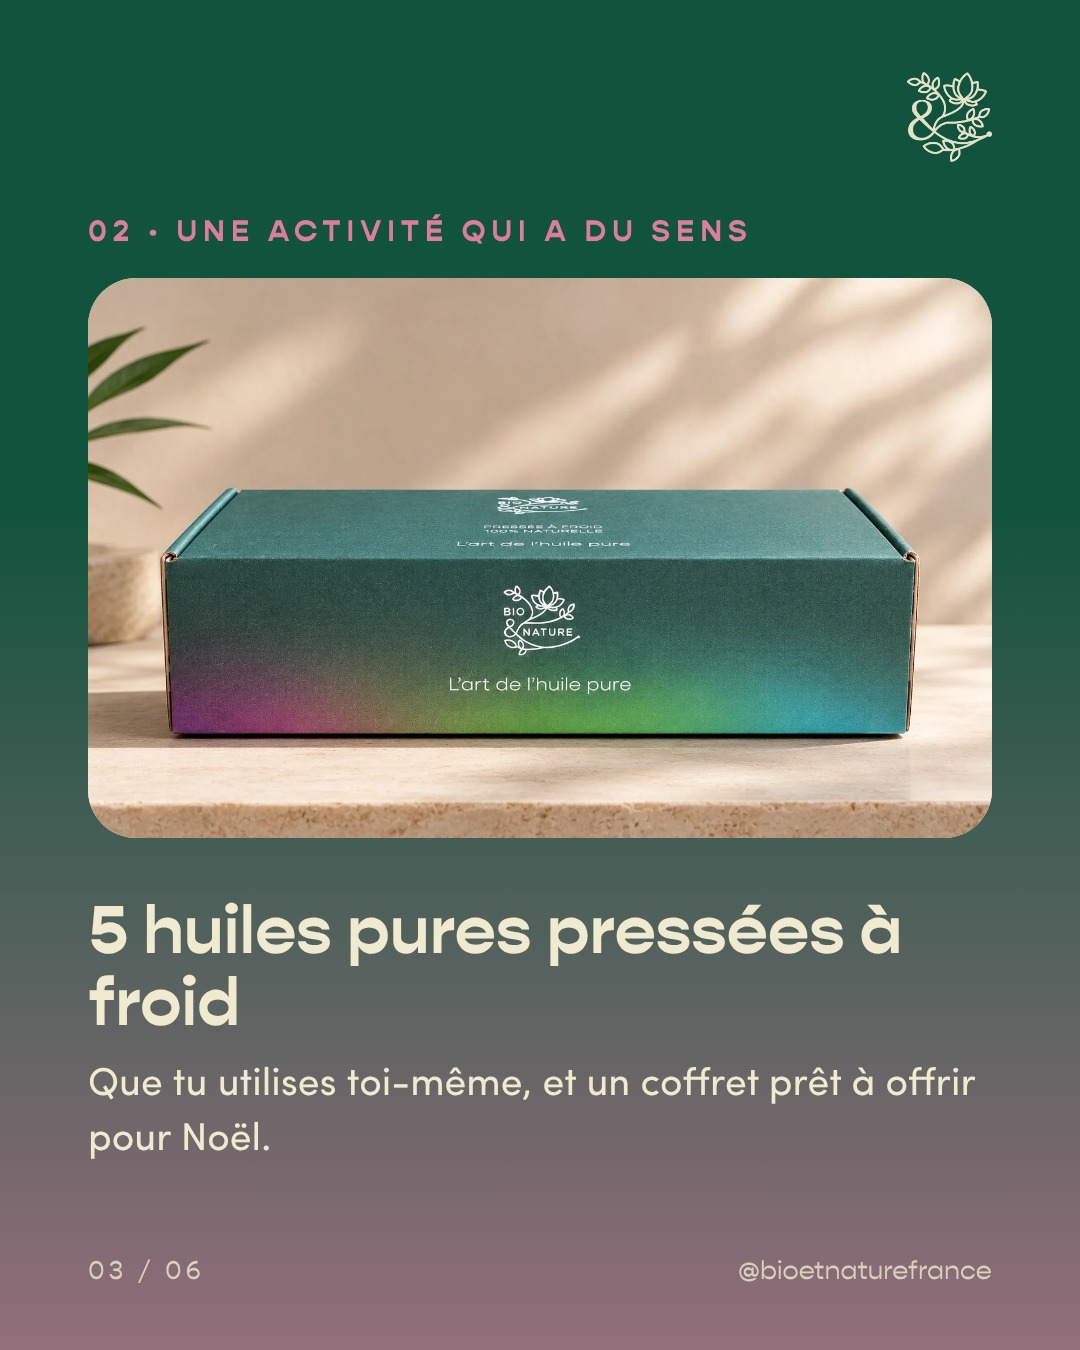 &
02 · UNE ACTIVITÉ QUI A DU SENS
BIO
& NATURE
PRESSÉE À FROID
100% NATURELLE
L'art de l'huile pure
BIO
& NATURE
L'art de l'huile pure
5 huiles pures pressées à
froid
Que tu utilises toi-même, et un coffret prêt à offrir
pour Noël.
03 / 06
@bioetnaturefrance